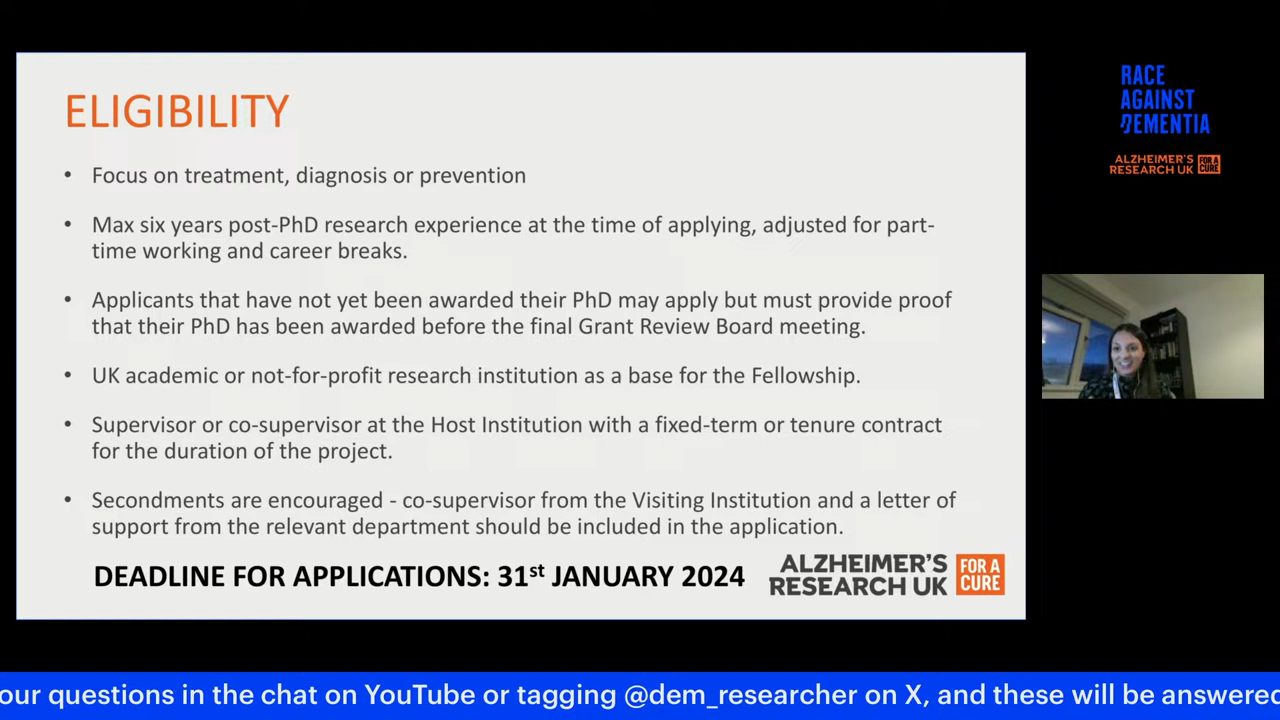 ELIGIBILITY
• Focus on treatment, diagnosis or prevention
• Max six years post-PhD research experience at the time of applying, adjusted for part-
time working and career breaks.
• Applicants that have not yet been awarded their PhD may apply but must provide proof
that their PhD has been awarded before the final Grant Review Board meeting.
• UK academic or not-for-profit research institution as a base for the Fellowship.
• Supervisor or co-supervisor at the Host Institution with a fixed-term or tenure contract
for the duration of the project.
• Secondments are encouraged - co-supervisor from the Visiting Institution and a letter of
support from the relevant department should be included in the application.
DEADLINE FOR APPLICATIONS: 31st JANUARY 2024
ALZHEIMER'S
RESEARCH UK
FOR A
CURE
RACE
AGAINST
DEMENTIA
ALZHEIMER'S
RESEARCH UK
FOR A
CURE
our questions in the chat on YouTube or tagging @dem_researcher on X, and these will be answered